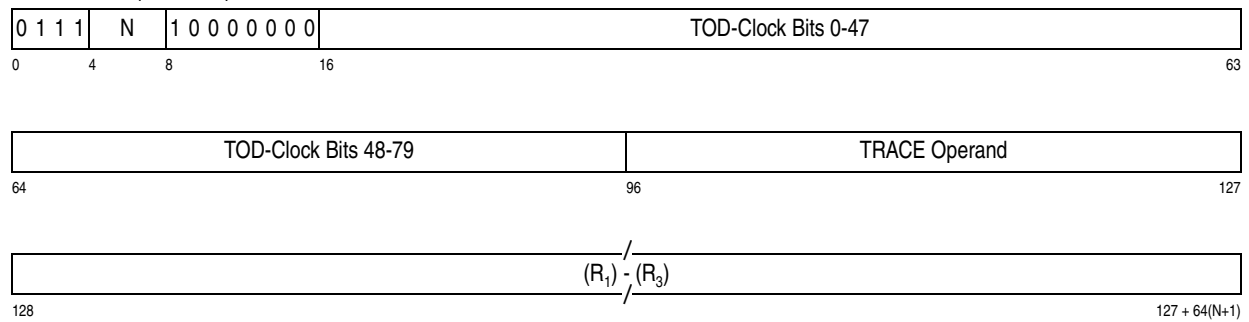 0 1 1 1 N 1 0 0 0 0 0 0 0 TOD-Clock Bits 0-47
0 4 8 16 63
TOD-Clock Bits 48-79 TRACE Operand
64 96 127
(R1) - (R3)
128 127 + 64(N+1)